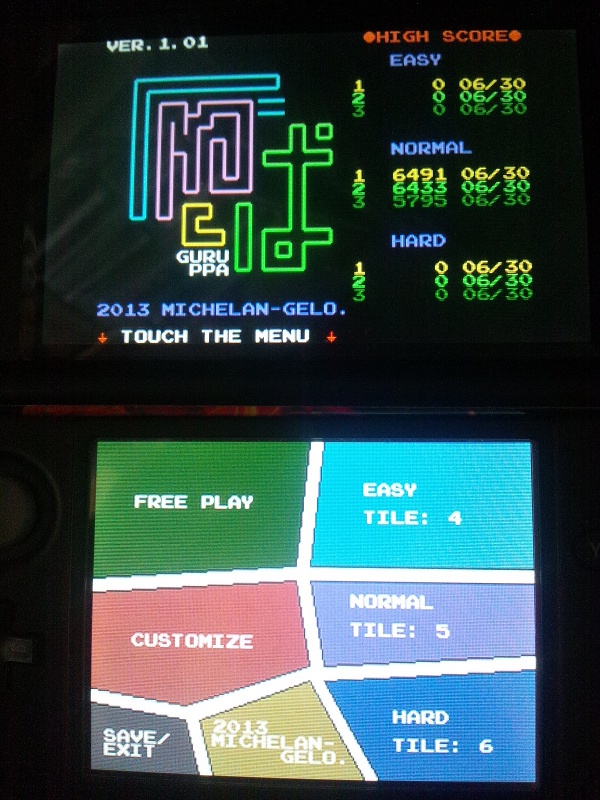 VER.1.01
●HIGH SCORE●
EASY
1 0 06/30
2 0 06/30
3 0 06/30
NORMAL
1 6491 06/30
2 6433 06/30
3 5795 06/30
HARD
1 0 06/30
2 0 06/30
3 0 06/30
GURU
PPA
2013 MICHELAN-GELO.
↓ TOUCH THE MENU ↓
FREE PLAY
EASY
TILE: 4
CUSTOMIZE
NORMAL
TILE: 5
SAVE/
EXIT
2013
MICHELAN-
GELO.
HARD
TILE: 6